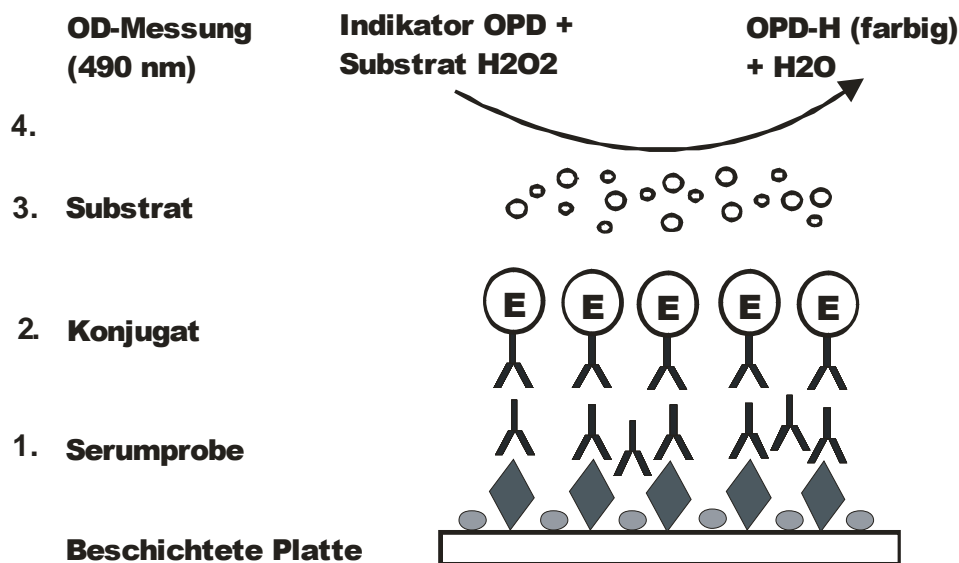 OD-Messung
(490 nm)
Indikator OPD +
Substrat H2O2
OPD-H (farbig)
+ H2O
4.
3. Substrat
E E E E E
2. Konjugat
1. Serumprobe
Beschichtete Platte